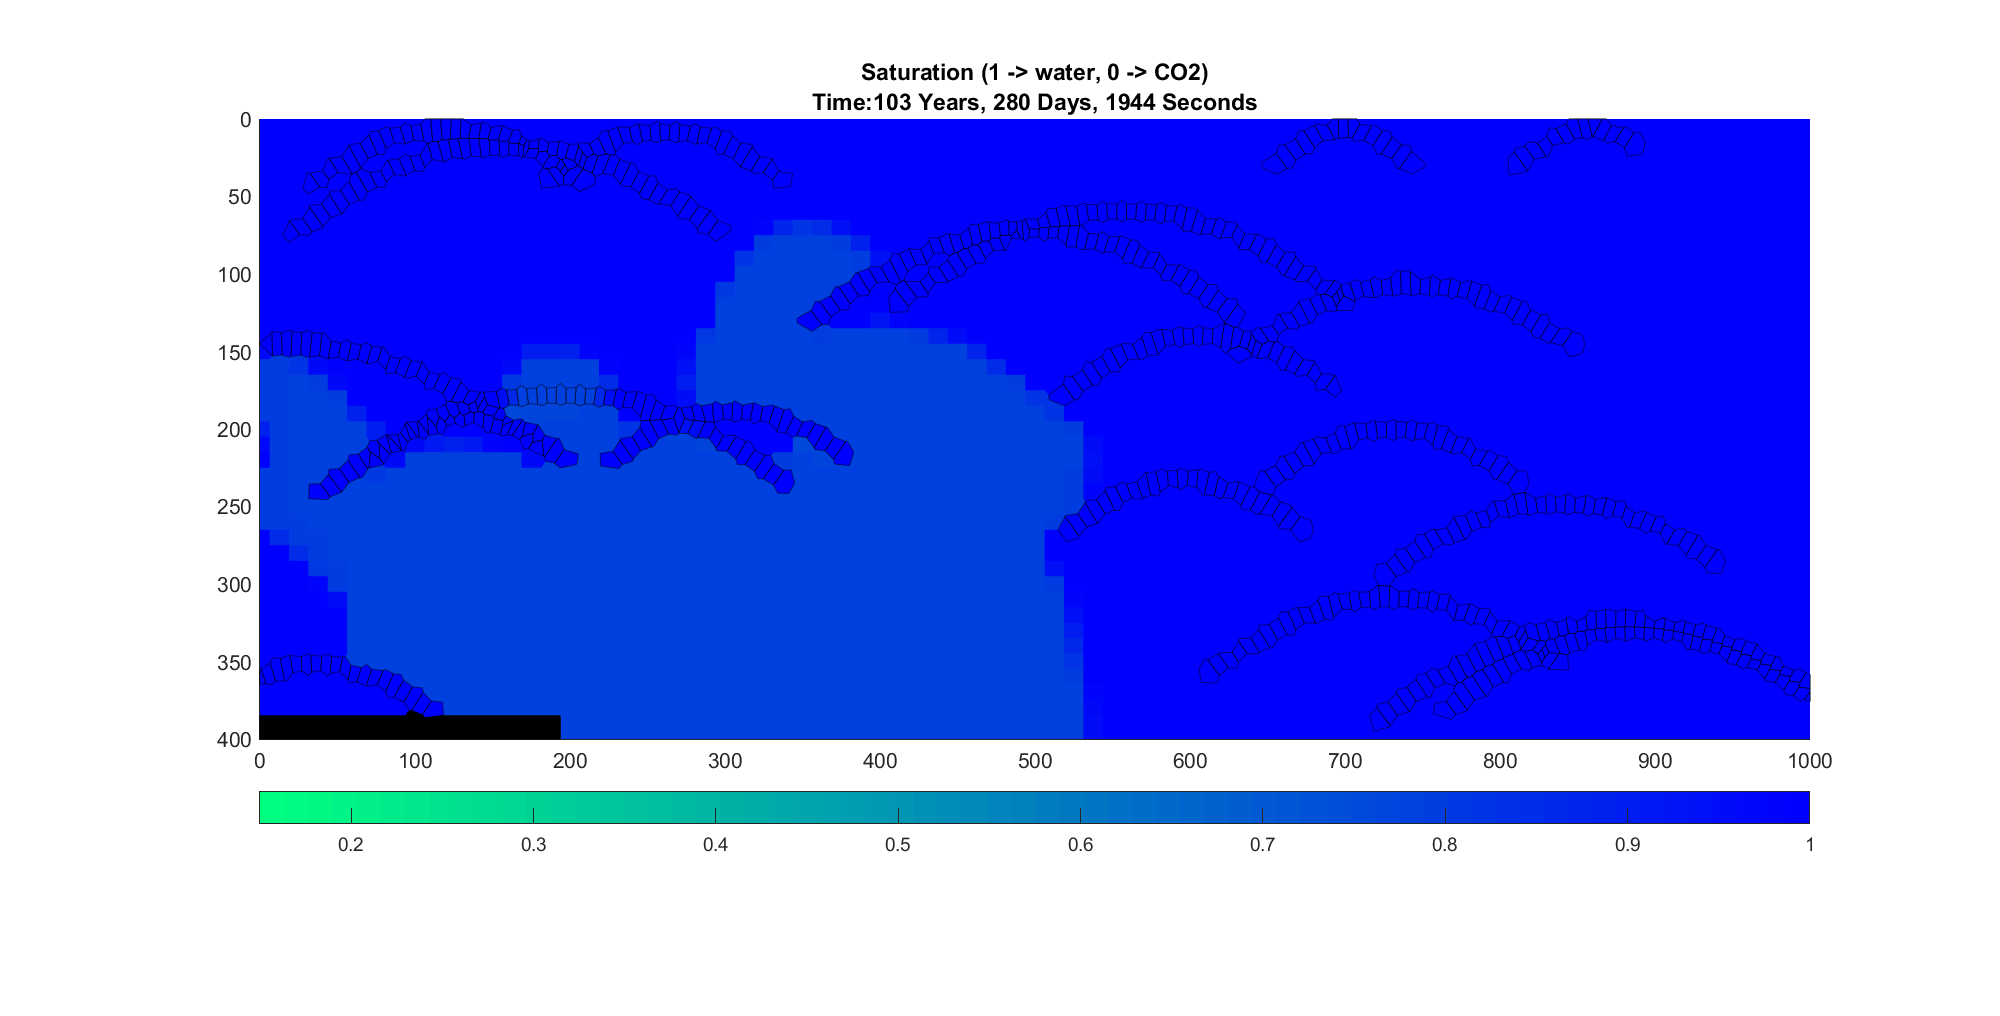 Saturation (1 -> water, 0 -> CO2)
Time:103 Years, 280 Days, 1944 Seconds
0
50
100
150
200
250
300
350
400
0 100 200 300 400 500 600 700 800 900 1000
0.2 0.3 0.4 0.5 0.6 0.7 0.8 0.9 1